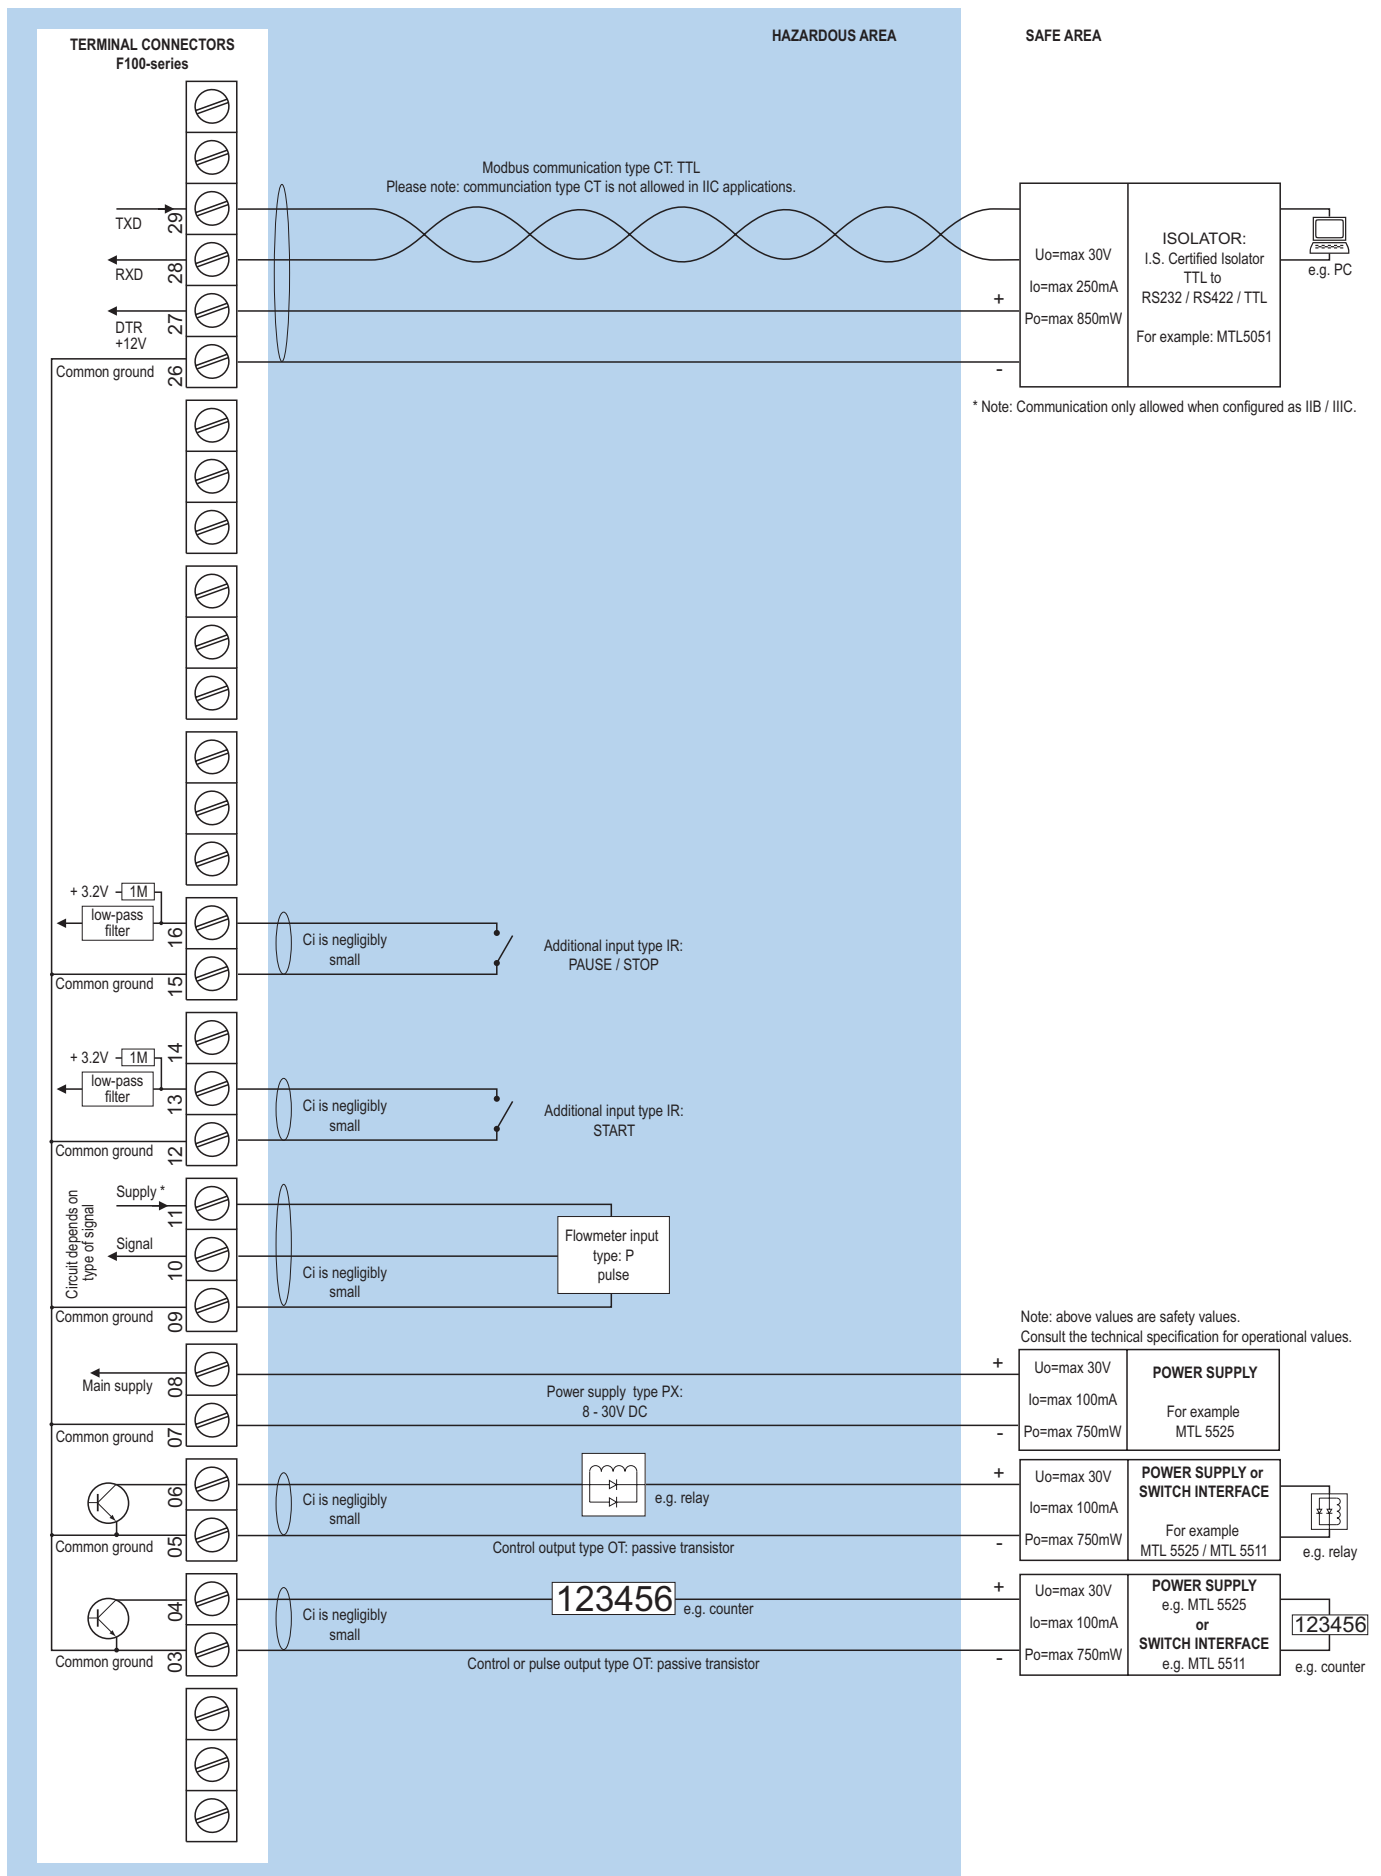 HAZARDOUS AREA
SAFE AREA
TERMINAL CONNECTORS
F100-series
Modbus communication type CT: TTL
Please note: communciation type CT is not allowed in IIC applications.
TXD
29
RXD
28
DTR
+12V
27
Common ground
26
+
-
Uo=max 30V
Io=max 250mA
Po=max 850mW
ISOLATOR:
I.S. Certified Isolator
TTL to
RS232 / RS422 / TTL
For example: MTL5051
e.g. PC
* Note: Communication only allowed when configured as IIB / IIIC.
+ 3.2V
1M
low-pass
filter
16
Common ground
15
Ci is negligibly
small
Additional input type IR:
PAUSE / STOP
14
+ 3.2V
1M
low-pass
filter
13
Common ground
12
Ci is negligibly
small
Additional input type IR:
START
Circuit depends on
type of signal
Supply *
11
Signal
10
Common ground
09
Ci is negligibly
small
Flowmeter input
type: P
pulse
Note: above values are safety values.
Consult the technical specification for operational values.
Main supply
08
Common ground
07
Power supply type PX:
8 - 30V DC
+
-
Uo=max 30V
Io=max 100mA
Po=max 750mW
POWER SUPPLY
For example
MTL 5525
06
Common ground
05
Ci is negligibly
small
e.g. relay
Control output type OT: passive transistor
+
-
Uo=max 30V
Io=max 100mA
Po=max 750mW
POWER SUPPLY or
SWITCH INTERFACE
For example
MTL 5525 / MTL 5511
e.g. relay
04
Common ground
03
Ci is negligibly
small
123456
e.g. counter
Control or pulse output type OT: passive transistor
+
-
Uo=max 30V
Io=max 100mA
Po=max 750mW
POWER SUPPLY
e.g. MTL 5525
or
SWITCH INTERFACE
e.g. MTL 5511
123456
e.g. counter